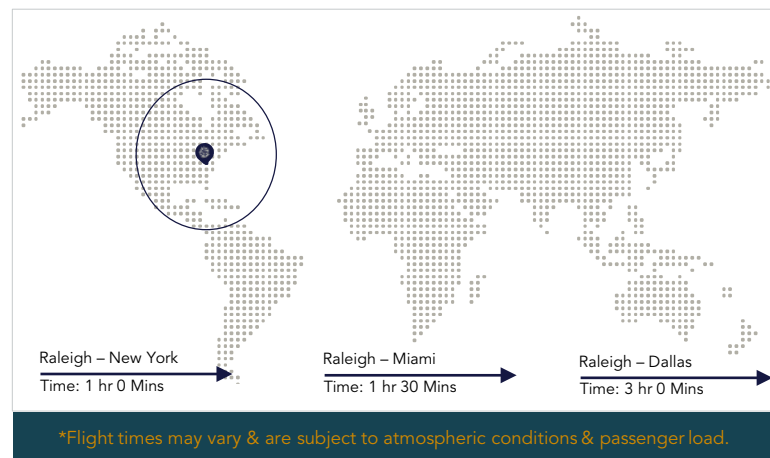 Raleigh – New York
Time: 1 hr 0 Mins
Raleigh – Miami
Time: 1 hr 30 Mins
Raleigh – Dallas
Time: 3 hr 0 Mins
*Flight times may vary & are subject to atmospheric conditions & passenger load.